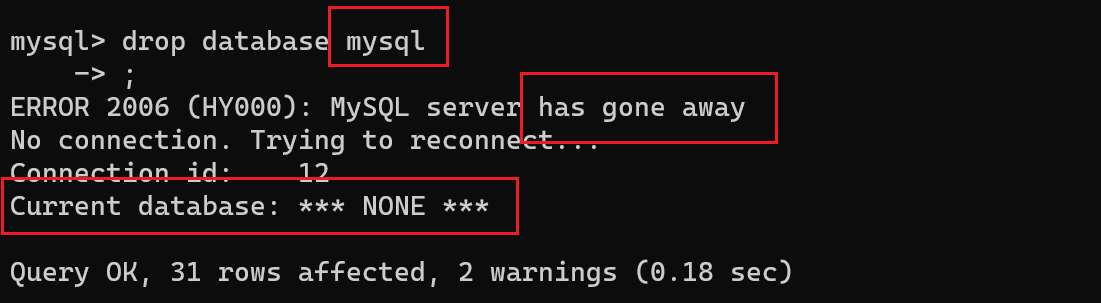 mysql> drop database mysql
    -> ;
ERROR 2006 (HY000): MySQL server has gone away
No connection. Trying to reconnect...
Connection id:    12
Current database: *** NONE ***

Query OK, 31 rows affected, 2 warnings (0.18 sec)